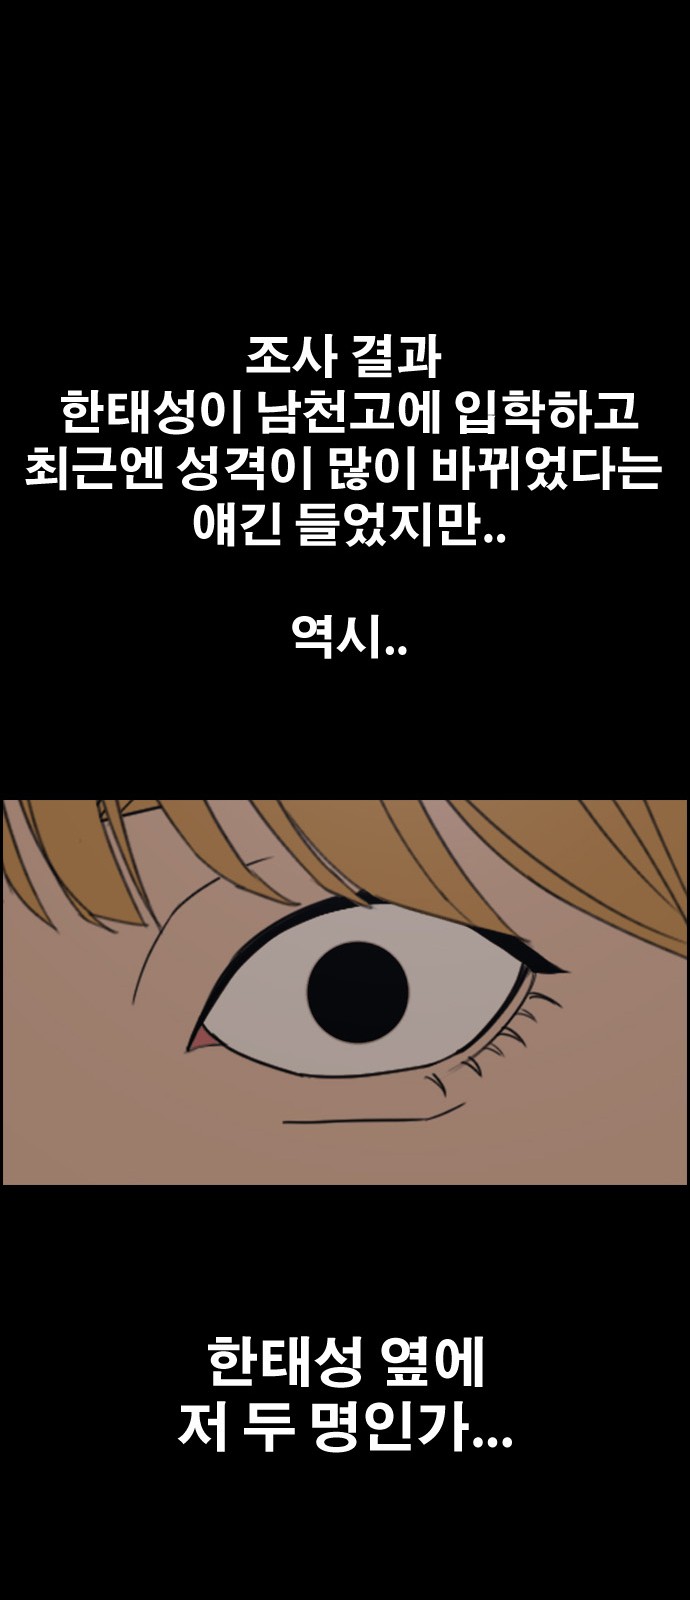 조사 결과
한태성이 남천고에 입학하고
최근엔 성격이 많이 바뀌었다는
얘긴 들었지만..
역시..
한태성 옆에
저 두 명인가...